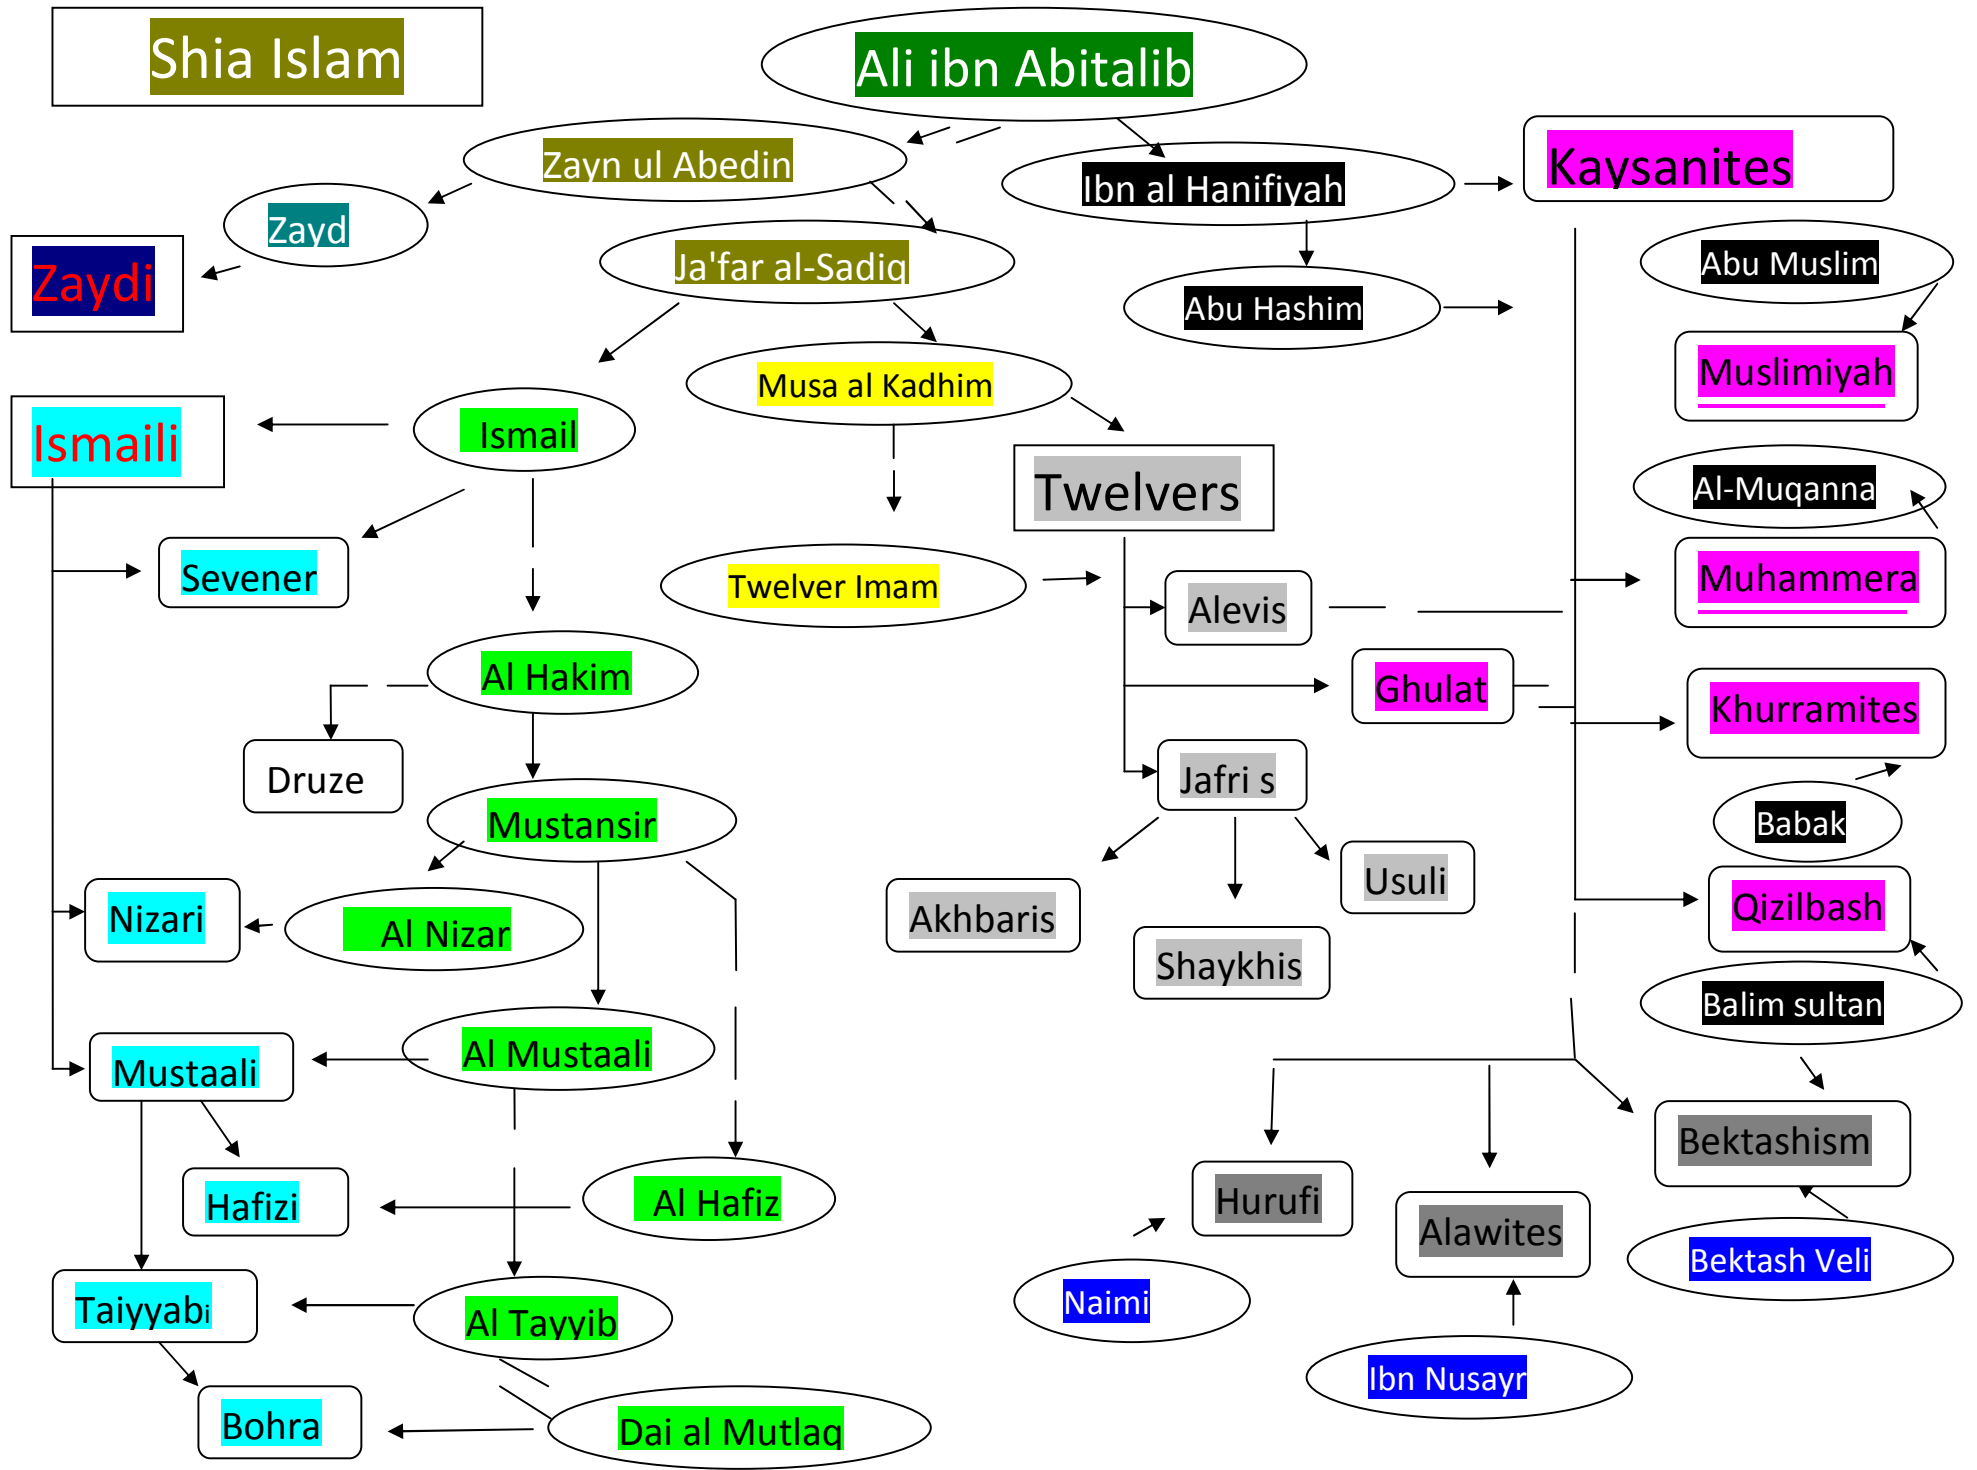 Shia Islam
Ali ibn Abitalib
Zayn ul Abedin
Ibn al Hanifiyah
Kaysanites
Zayd
Zaydi
Ja'far al-Sadiq
Abu Muslim
Abu Hashim
Muslimiyah
Musa al Kadhim
Ismaili
Ismail
Twelvers
Al-Muqanna
Sevener
Twelver Imam
Muhammera
Alevis
Al Hakim
Ghulat
Khurramites
Druze
Jafri s
Mustansir
Babak
Usuli
Nizari
Al Nizar
Akhbaris
Qizilbash
Shaykhis
Balim sultan
Mustaali
Al Mustaali
Bektashism
Hafizi
Al Hafiz
Hurufi
Alawites
Bektash Veli
Taiyyabi
Al Tayyib
Naimi
Ibn Nusayr
Bohra
Dai al Mutlaq